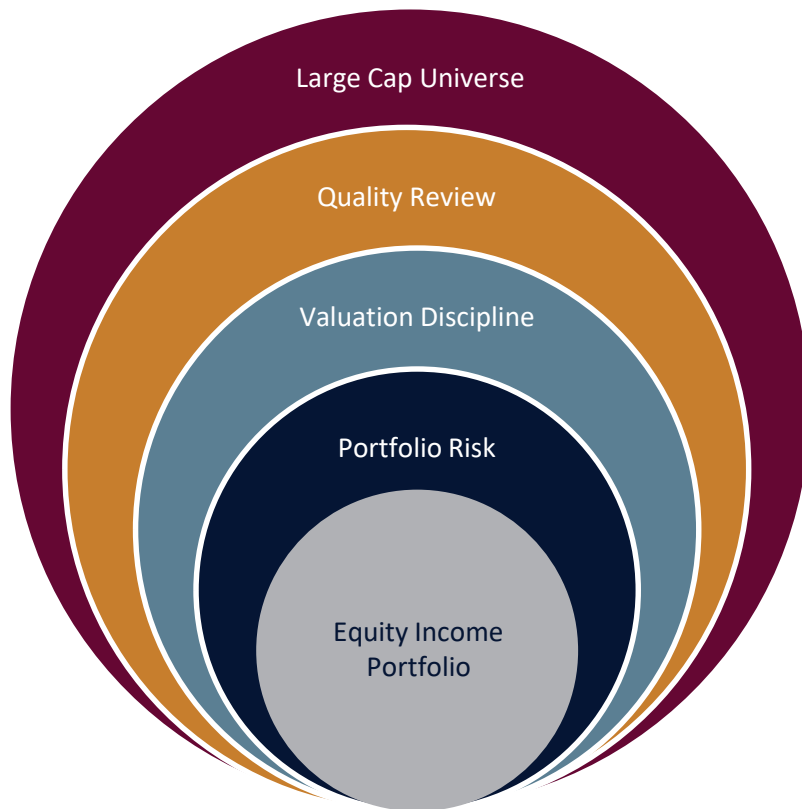 Large Cap Universe
Quality Review
Valuation Discipline
Portfolio Risk
Equity Income
Portfolio